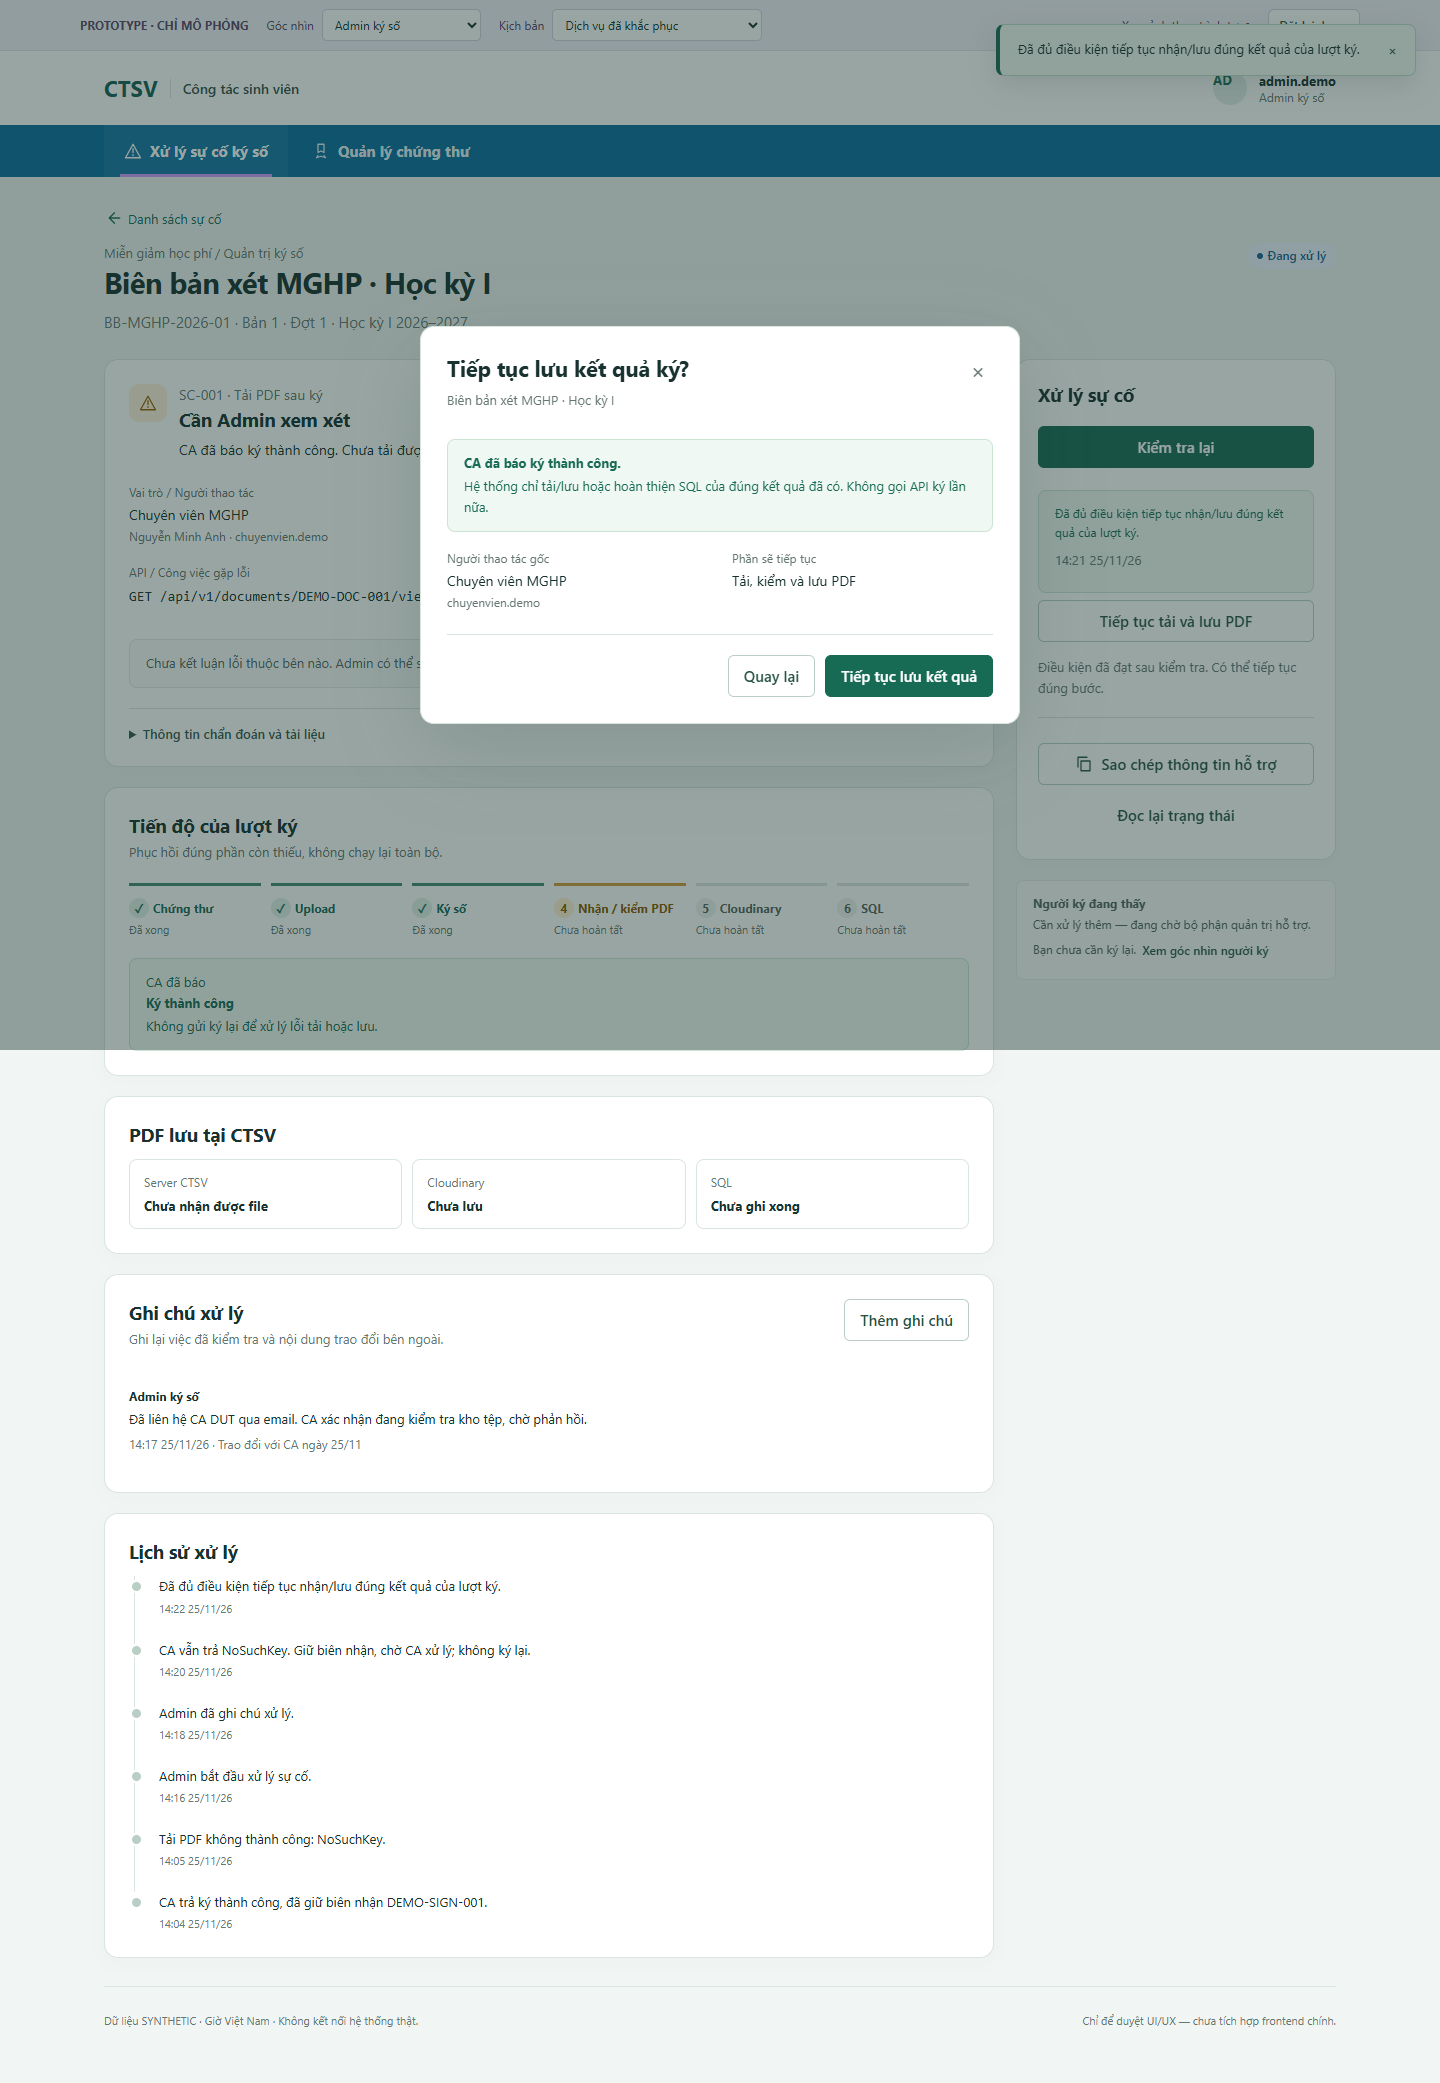 PROTOTYPE · CHỈ MÔ PHỎNG
Góc nhìn
Admin ký số
Kịch bản
Dịch vụ đã khắc phục
Đã đủ điều kiện tiếp tục nhận/lưu đúng kết quả của lượt ký.
×
CTSV
Công tác sinh viên
AD
admin.demo
Admin ký số
Xử lý sự cố ký số
Quản lý chứng thư
Danh sách sự cố
Miễn giảm học phí / Quản trị ký số
Đang xử lý
Biên bản xét MGHP · Học kỳ I
BB-MGHP-2026-01 · Bản 1 · Đợt 1 · Học kỳ I 2026–2027
SC-001 · Tải PDF sau ký
Cần Admin xem xét
CA đã báo ký thành công. Chưa tải
Vai trò / Người thao tác
Chuyên viên MGHP
Nguyễn Minh Anh · chuyenvien.demo
API / Công việc gặp lỗi
GET /api/v1/documents/DEMO-DOC-001/vie
Chưa kết luận lỗi thuộc bên nào. Admin có thể
Thông tin chẩn đoán và tài liệu
Tiếp tục lưu kết quả ký?
×
Biên bản xét MGHP · Học kỳ I
CA đã báo ký thành công.
Hệ thống chỉ tải/lưu hoặc hoàn thiện SQL của đúng kết quả đã có. Không gọi API ký lần
nữa.
Người thao tác gốc
Chuyên viên MGHP
chuyenvien.demo
Phần sẽ tiếp tục
Tải, kiểm và lưu PDF
Quay lại
Tiếp tục lưu kết quả
Xử lý sự cố
Kiểm tra lại
Đã đủ điều kiện tiếp tục nhận/lưu đúng kết
quả của lượt ký.
14:21 25/11/26
Tiếp tục tải và lưu PDF
Điều kiện đã đạt sau kiểm tra. Có thể tiếp tục
đúng bước.
Sao chép thông tin hỗ trợ
Đọc lại trạng thái
Người ký đang thấy
Cần xử lý thêm — đang chờ bộ phận quản trị hỗ trợ.
Bạn chưa cần ký lại. Xem góc nhìn người ký
Tiến độ của lượt ký
Phục hồi đúng phần còn thiếu, không chạy lại toàn bộ.
✓ Chứng thư
Đã xong
✓ Upload
Đã xong
✓ Ký số
Đã xong
4 Nhận / kiểm PDF
Chưa hoàn tất
5 Cloudinary
Chưa hoàn tất
6 SQL
Chưa hoàn tất
CA đã báo
Ký thành công
Không gửi ký lại để xử lý lỗi tải hoặc lưu.
PDF lưu tại CTSV
Server CTSV
Chưa nhận được file
Cloudinary
Chưa lưu
SQL
Chưa ghi xong
Ghi chú xử lý
Ghi lại việc đã kiểm tra và nội dung trao đổi bên ngoài.
Thêm ghi chú
Admin ký số
Đã liên hệ CA DUT qua email. CA xác nhận đang kiểm tra kho tệp, chờ phản hồi.
14:17 25/11/26 · Trao đổi với CA ngày 25/11
Lịch sử xử lý
Đã đủ điều kiện tiếp tục nhận/lưu đúng kết quả của lượt ký.
14:22 25/11/26
CA vẫn trả NoSuchKey. Giữ biên nhận, chờ CA xử lý; không ký lại.
14:20 25/11/26
Admin đã ghi chú xử lý.
14:18 25/11/26
Admin bắt đầu xử lý sự cố.
14:16 25/11/26
Tải PDF không thành công: NoSuchKey.
14:05 25/11/26
CA trả ký thành công, đã giữ biên nhận DEMO-SIGN-001.
14:04 25/11/26
Dữ liệu SYNTHETIC · Giờ Việt Nam · Không kết nối hệ thống thật.
Chỉ để duyệt UI/UX — chưa tích hợp frontend chính.